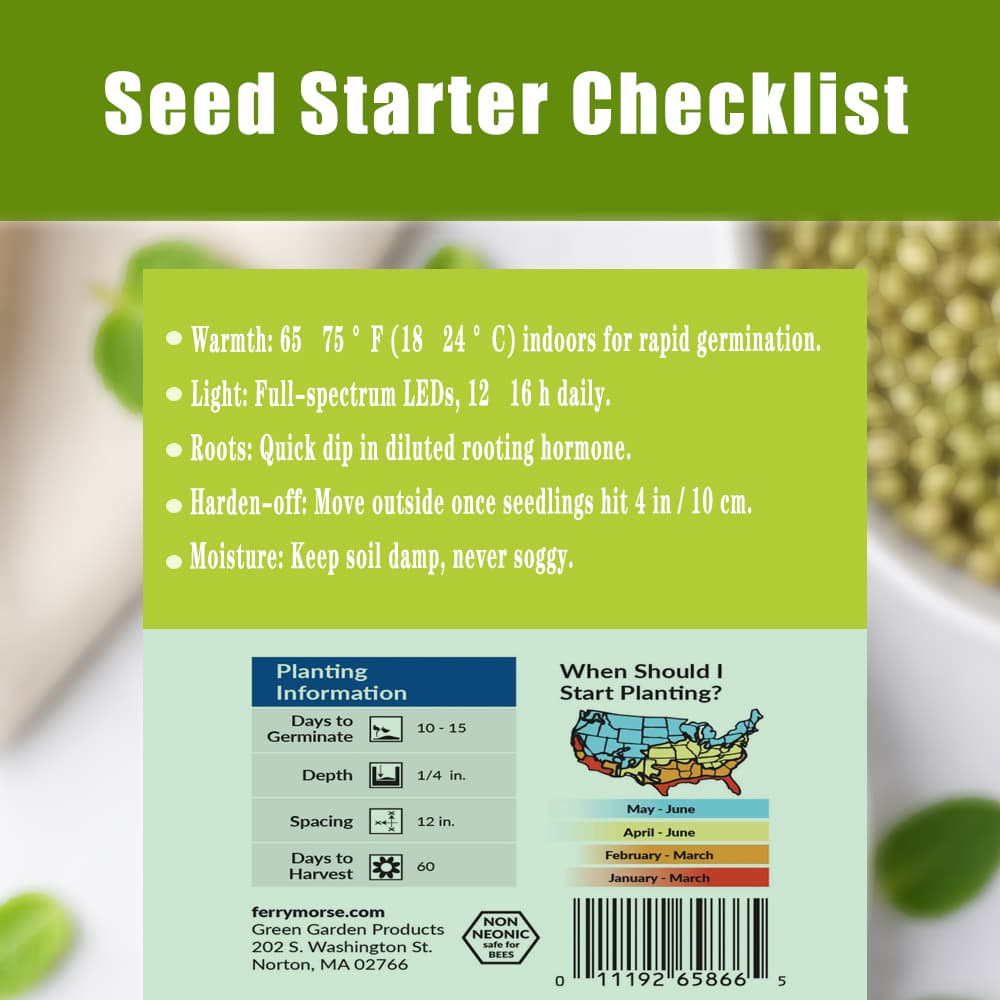 Seed Starter Checklist
• Warmth: 65 75 ° F (18 24 ° C) indoors for rapid germination.
• Light: Full-spectrum LEDs, 12 16 h daily.
• Roots: Quick dip in diluted rooting hormone.
• Harden-off: Move outside once seedlings hit 4 in / 10 cm.
• Moisture: Keep soil damp, never soggy.
Planting
Information
Days to
Germinate 10 - 15
Depth 1/4 in.
Spacing 12 in.
Days to
Harvest 60
ferrymorse.com
Green Garden Products
202 S. Washington St.
Norton, MA 02766
NON
NEONIC
safe for
BEES
When Should I
Start Planting?
May - June
April - June
February - March
January - March
0 11192 65866 5